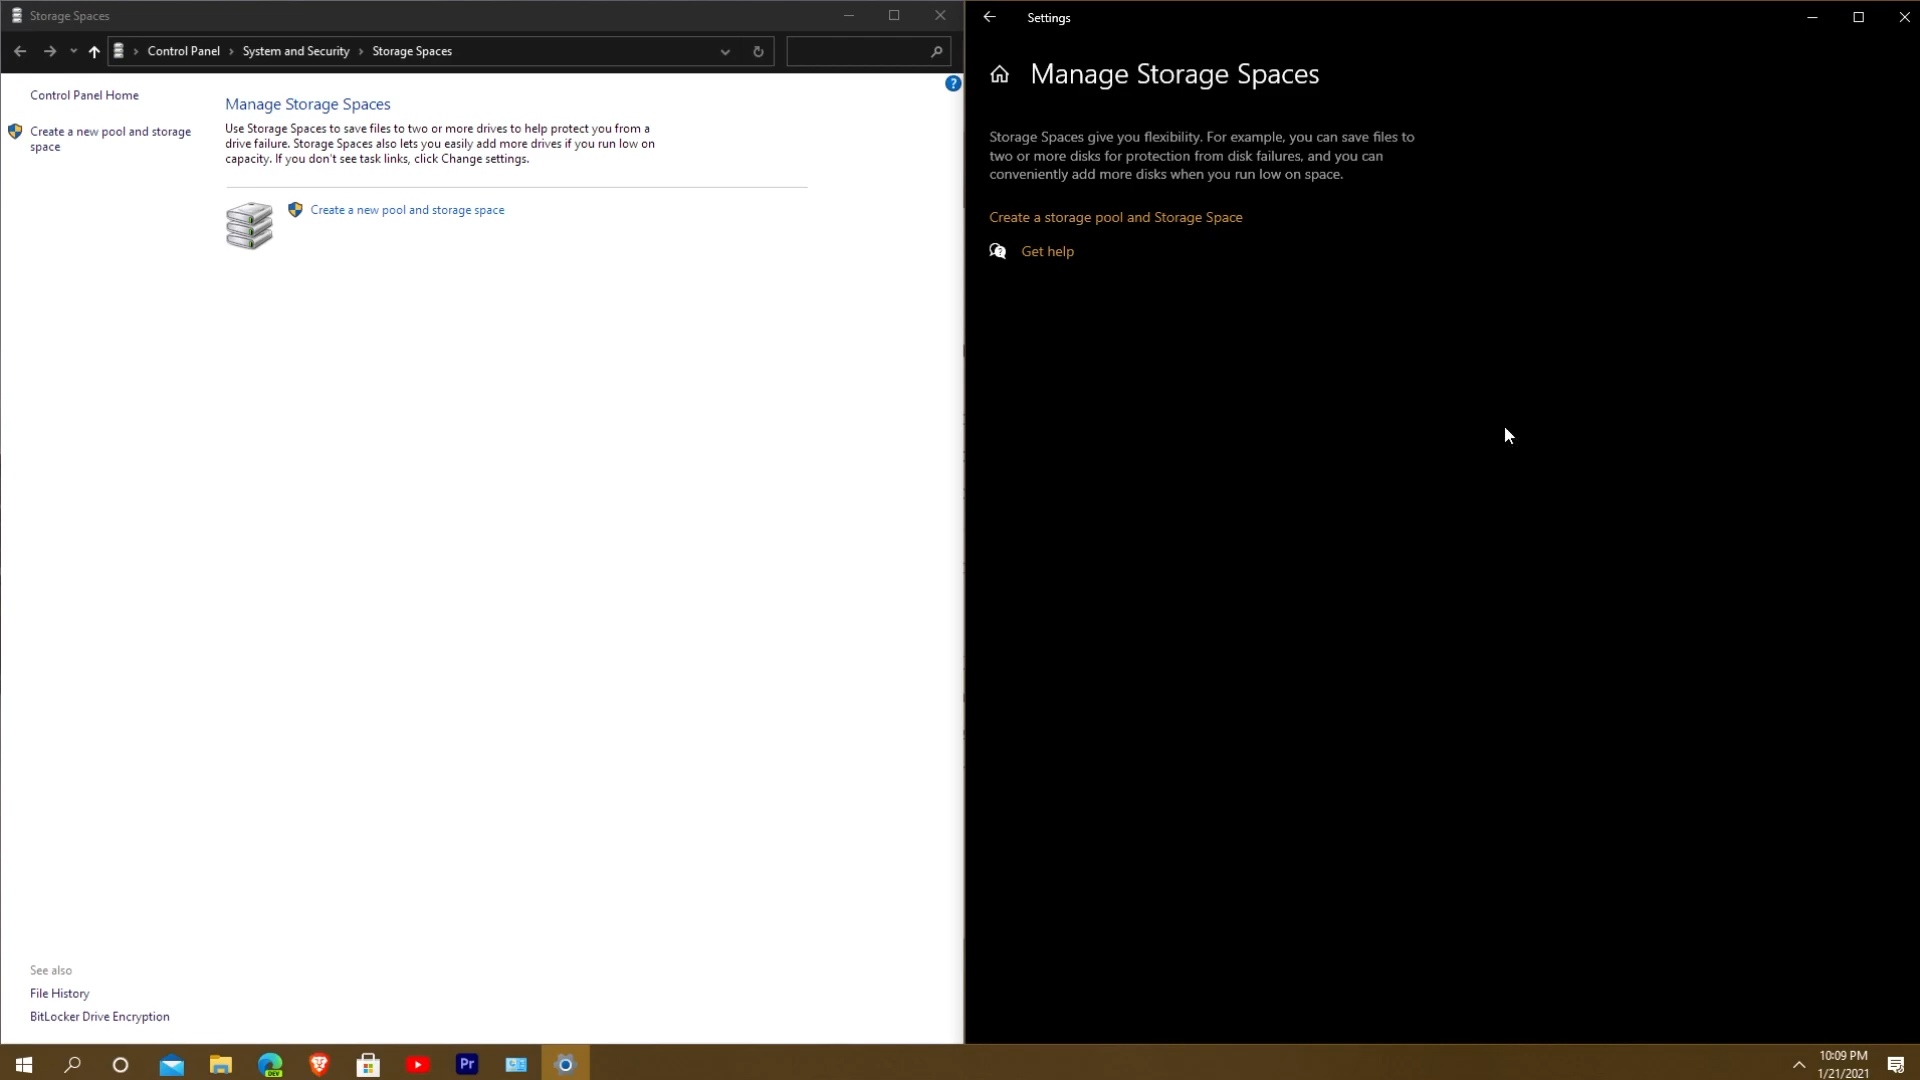 Storage Spaces
Control Panel › System and Security › Storage Spaces
Control Panel Home
Create a new pool and storage
space
Manage Storage Spaces
Use Storage Spaces to save files to two or more drives to help protect you from a
drive failure. Storage Spaces also lets you easily add more drives if you run low on
capacity. If you don't see task links, click Change settings.
Create a new pool and storage space
See also
File History
BitLocker Drive Encryption
Settings
Manage Storage Spaces
Storage Spaces give you flexibility. For example, you can save files to
two or more disks for protection from disk failures, and you can
conveniently add more disks when you run low on space.
Create a storage pool and Storage Space
Get help
DEV
Pr
10:09 PM
1/21/2021